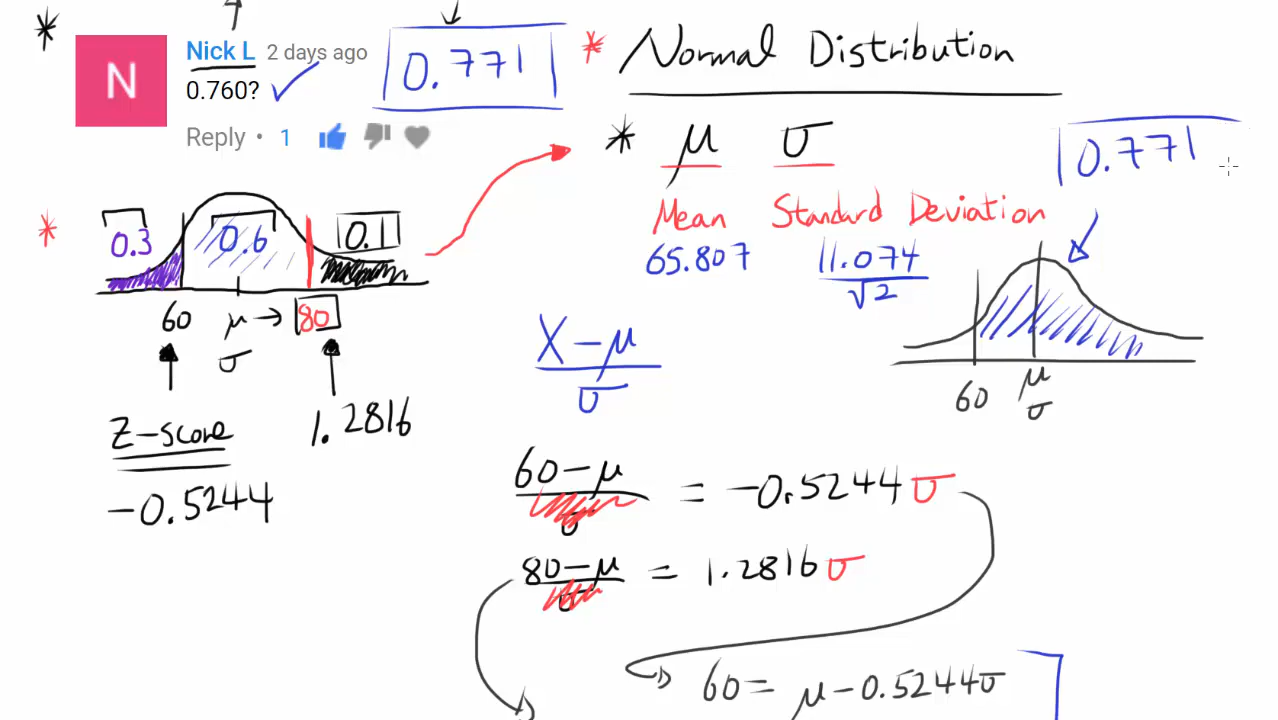 * Nick L 2 days ago
0.760? ✓
N
Reply • 1
0.771
* Normal Distribution
* μ σ
Mean Standard Deviation
65.807 11.074
√2
0.771
* 0.3 0.6 0.1
60 μ → 80
σ
Z-score 1.2816
-0.5244
X-μ
σ
60 μ
σ
60-μ = -0.5244σ
σ
80-μ = 1.2816σ
σ
60= μ-0.5244σ